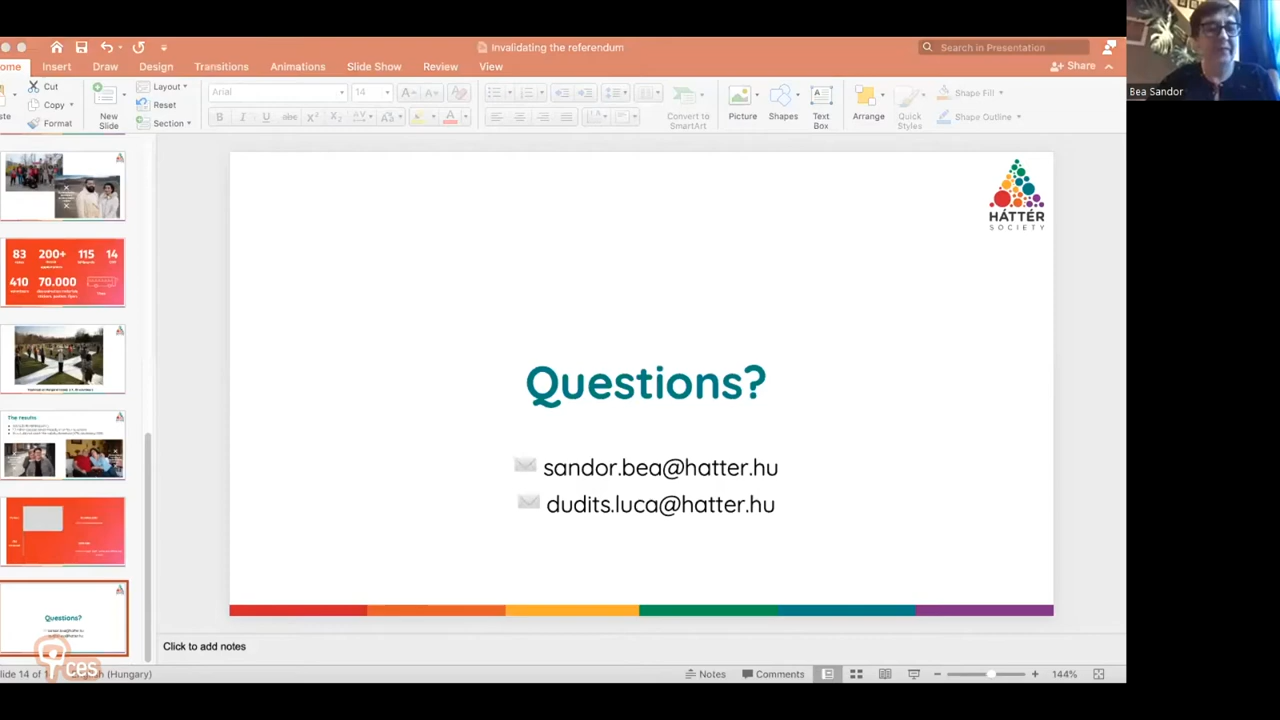 Invalidating the referendum
Search in Presentation
Insert
Draw
Design
Transitions
Animations
Slide Show
Review
View
Share
Cut
Copy
Format
New
Slide
Layout
Reset
Section
Arial
14
Convert to
SmartArt
Picture
Shapes
Text
Box
Arrange
Quick
Styles
Shape Fill
Shape Outline
Bea Sandor
83
200+
115
14
410
70.000
The results
Questions?
HÁTTÉR
SOCIETY
Questions?
sandor.bea@hatter.hu
dudits.luca@hatter.hu
Click to add notes
ces
(Hungary)
Notes
Comments
144%